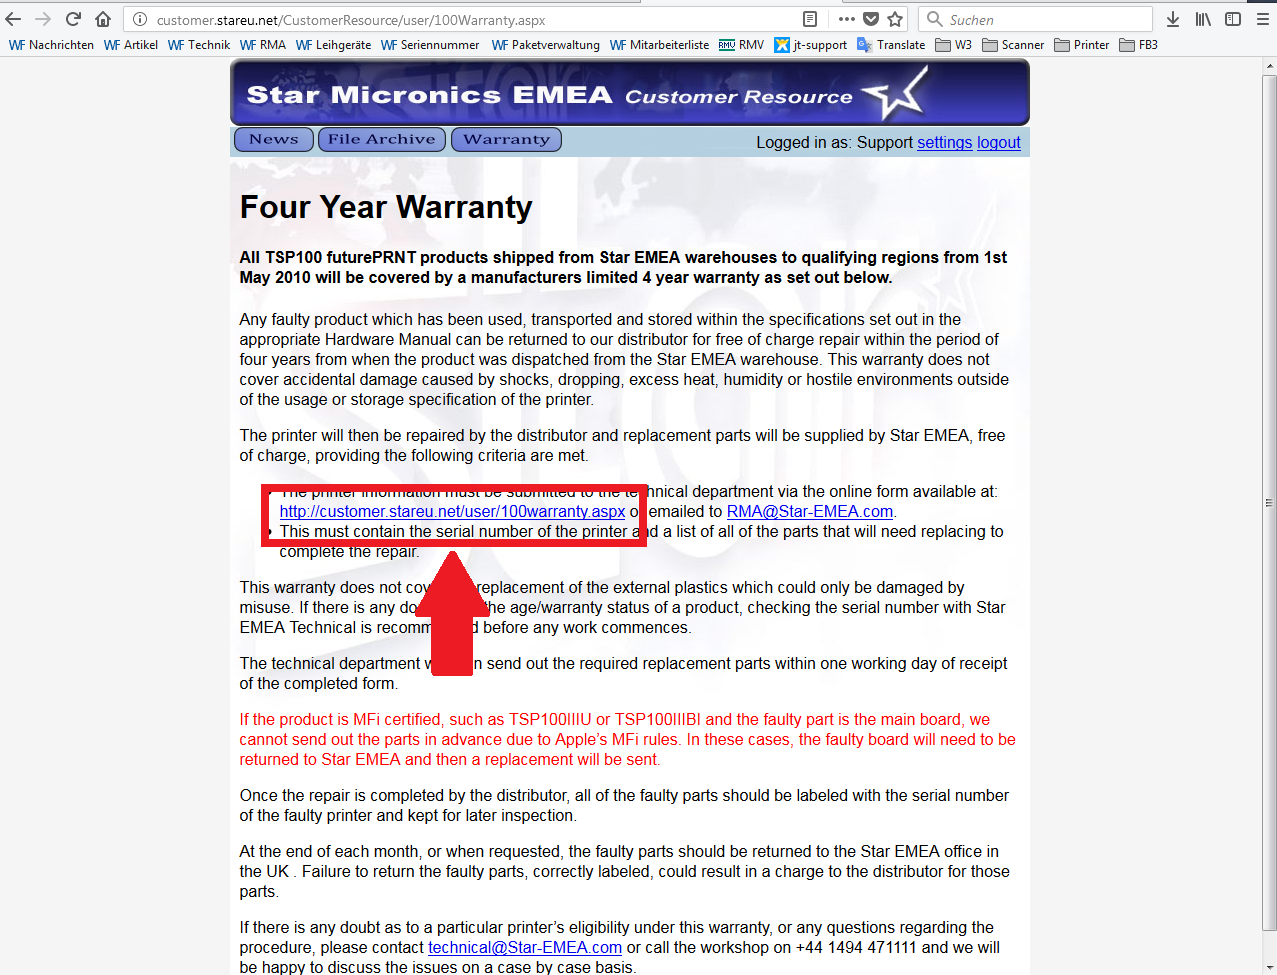 customer.stareu.net/CustomerResource/user/100Warranty.aspx
Suchen
WF Nachrichten WF Artikel WF Technik WF RMA WF Leihgeräte WF Seriennummer WF Paketverwaltung WF Mitarbeiterliste RMV RMV jt-support Translate W3 Scanner Printer FB3
Star Micronics EMEA Customer Resource
News File Archive Warranty Logged in as: Support settings logout
Four Year Warranty
All TSP100 futurePRNT products shipped from Star EMEA warehouses to qualifying regions from 1st
May 2010 will be covered by a manufacturers limited 4 year warranty as set out below.
Any faulty product which has been used, transported and stored within the specifications set out in the
appropriate Hardware Manual can be returned to our distributor for free of charge repair within the period of
four years from when the product was dispatched from the Star EMEA warehouse. This warranty does not
cover accidental damage caused by shocks, dropping, excess heat, humidity or hostile environments outside
of the usage or storage specification of the printer.
The printer will then be repaired by the distributor and replacement parts will be supplied by Star EMEA, free
of charge, providing the following criteria are met.
• The printer information must be submitted to the technical department via the online form available at:
http://customer.stareu.net/user/100warranty.aspx or emailed to RMA@Star-EMEA.com.
• This must contain the serial number of the printer and a list of all of the parts that will need replacing to
complete the repair.
This warranty does not cov replacement of the external plastics which could only be damaged by
misuse. If there is any do the age/warranty status of a product, checking the serial number with Star
EMEA Technical is recomm d before any work commences.
The technical department w n send out the required replacement parts within one working day of receipt
of the completed form.
If the product is MFi certified, such as TSP100IIIU or TSP100IIIBI and the faulty part is the main board, we
cannot send out the parts in advance due to Apple's MFi rules. In these cases, the faulty board will need to be
returned to Star EMEA and then a replacement will be sent.
Once the repair is completed by the distributor, all of the faulty parts should be labeled with the serial number
of the faulty printer and kept for later inspection.
At the end of each month, or when requested, the faulty parts should be returned to the Star EMEA office in
the UK . Failure to return the faulty parts, correctly labeled, could result in a charge to the distributor for those
parts.
If there is any doubt as to a particular printer's eligibility under this warranty, or any questions regarding the
procedure, please contact technical@Star-EMEA.com or call the workshop on +44 1494 471111 and we will
be happy to discuss the issues on a case by case basis.